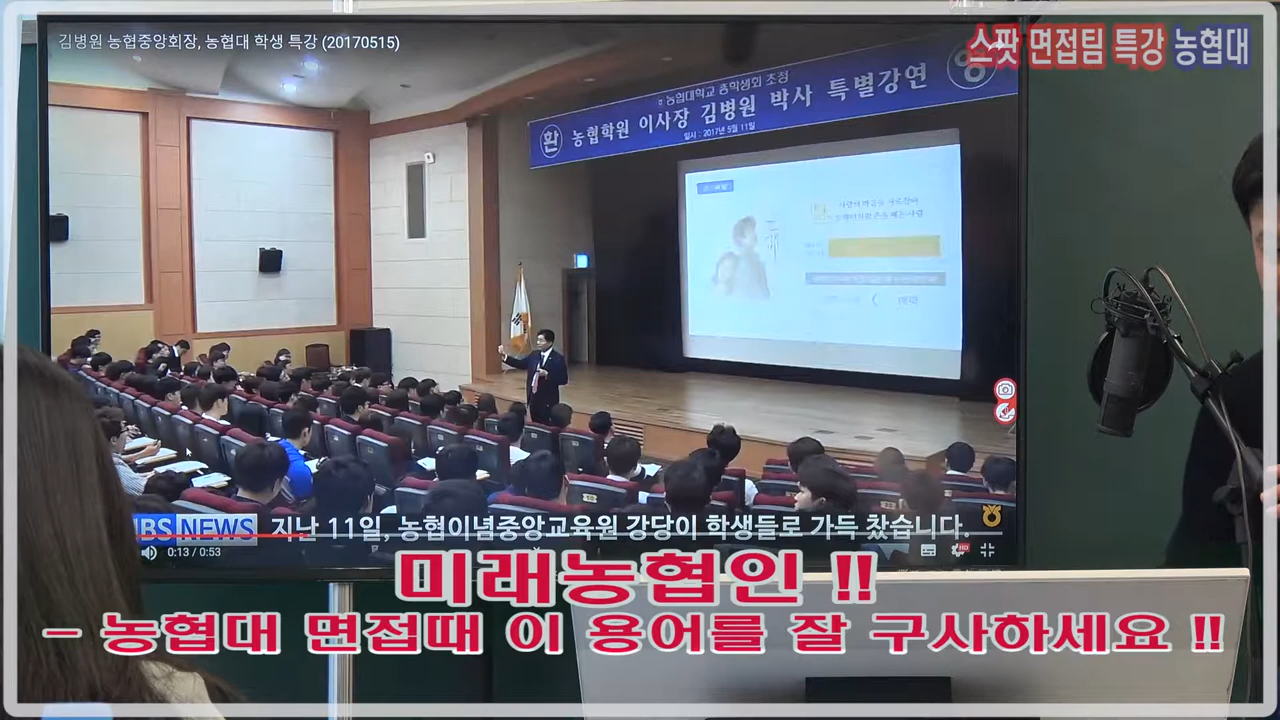 김병원 농협중앙회장, 농협대 학생 특강 (20170515)
스팟 면접팀 특강 농협대
농협대학교 총학생회 초청
환 농협학원 이사장 김병원 박사 특별강연 영
일시 : 2017년 5월 11일
NBS NEWS 지난 11일, 농협이념중앙교육원 강당이 학생들로 가득 찼습니다.
0:13 / 0:53
미래농협인 !!
- 농협대 면접때 이 용어를 잘 구사하세요 !!